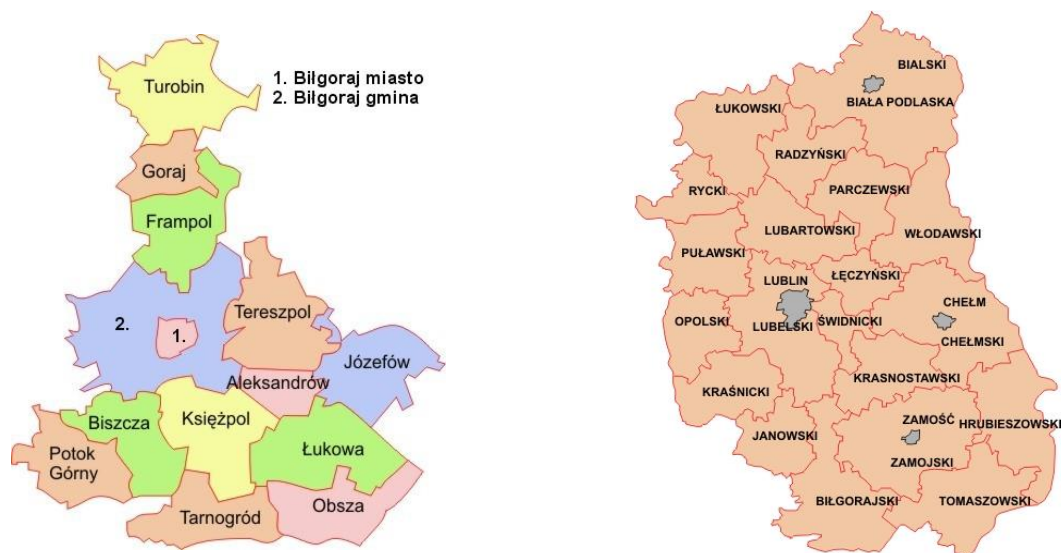 1. Biłgoraj miasto
2. Biłgoraj gmina
Turobin
Goraj
Frampol
2.
1.
Tereszpol
Józefów
Aleksandrów
Biszcza
Księżpol
Potok
Górny
Łukowa
Obsza
Tarnogród
BIALSKI
BIAŁA PODLASKA
ŁUKOWSKI
RADZYŃSKI
RYCKI
PARCZEWSKI
LUBARTOWSKI
WŁODAWSKI
PUŁAWSKI
LUBLIN
ŁĘCZYŃSKI
CHEŁM
OPOLSKI
LUBELSKI
ŚWIDNICKI
CHEŁMSKI
KRAŚNICKI
KRASNOSTAWSKI
JANOWSKI
ZAMOŚĆ
HRUBIESZOWSKI
ZAMOJSKI
BIŁGORAJSKI
TOMASZOWSKI